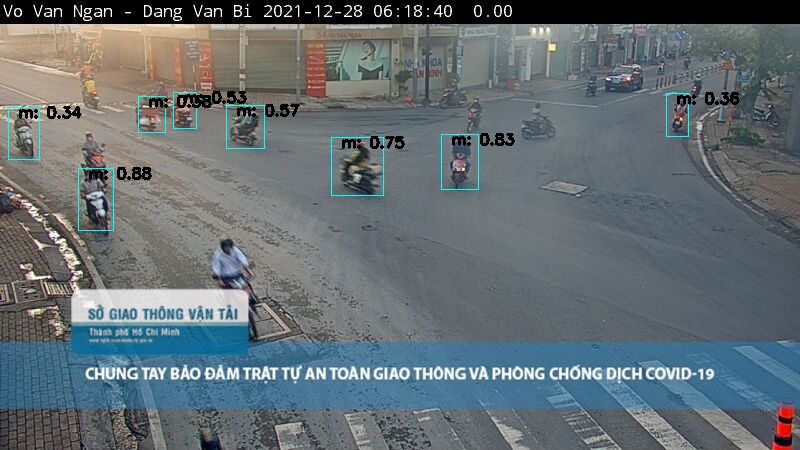 Vo Van Ngan - Dang Van Bi 2021-12-28 06:18:40 0.00
m: 0.34
m: 0.53
m: 0.57
m: 0.36
m: 0.75
m: 0.83
m: 0.88
NHA KHOA
SỞ GIAO THÔNG VẬN TẢI
Thành phố Hồ Chí Minh
CHUNG TAY BẢO ĐẢM TRẬT TỰ AN TOÀN GIAO THÔNG VÀ PHÒNG CHỐNG DỊCH COVID-19